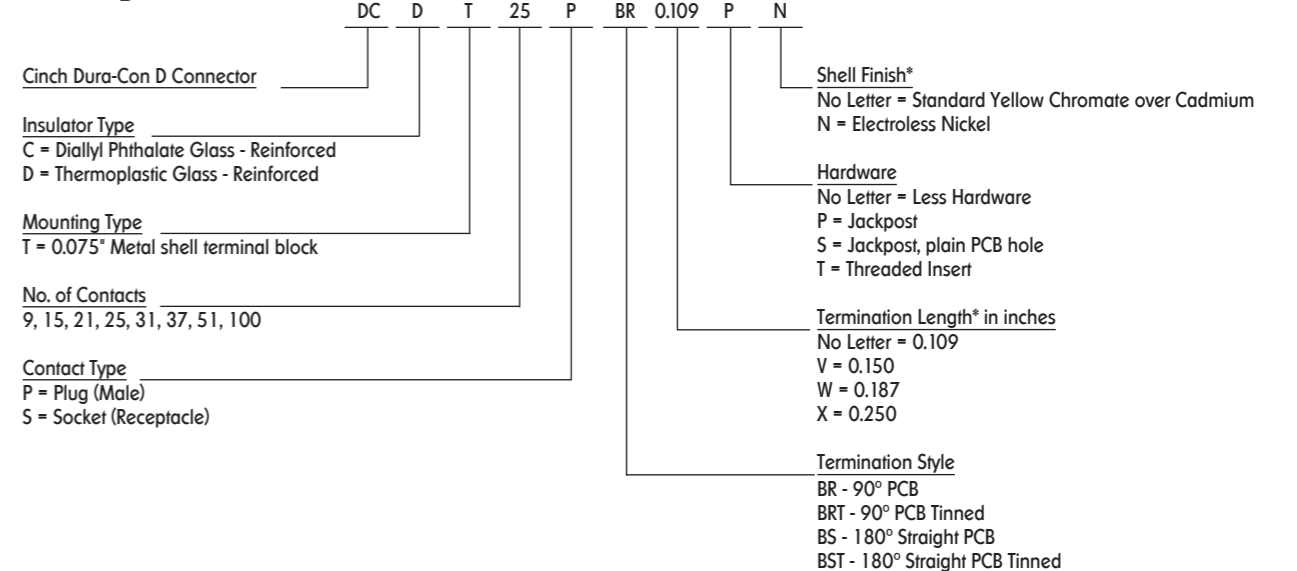 DC D T 25 P BR 0.109 P N
Cinch Dura-Con D Connector
Insulator Type
C = Diallyl Phthalate Glass - Reinforced
D = Thermoplastic Glass - Reinforced
Mounting Type
T = 0.075" Metal shell terminal block
No. of Contacts
9, 15, 21, 25, 31, 37, 51, 100
Contact Type
P = Plug (Male)
S = Socket (Receptacle)
Shell Finish*
No Letter = Standard Yellow Chromate over Cadmium
N = Electroless Nickel
Hardware
No Letter = Less Hardware
P = Jackpost
S = Jackpost, plain PCB hole
T = Threaded Insert
Termination Length* in inches
No Letter = 0.109
V = 0.150
W = 0.187
X = 0.250
Termination Style
BR - 90º PCB
BRT - 90º PCB Tinned
BS - 180º Straight PCB
BST - 180º Straight PCB Tinned